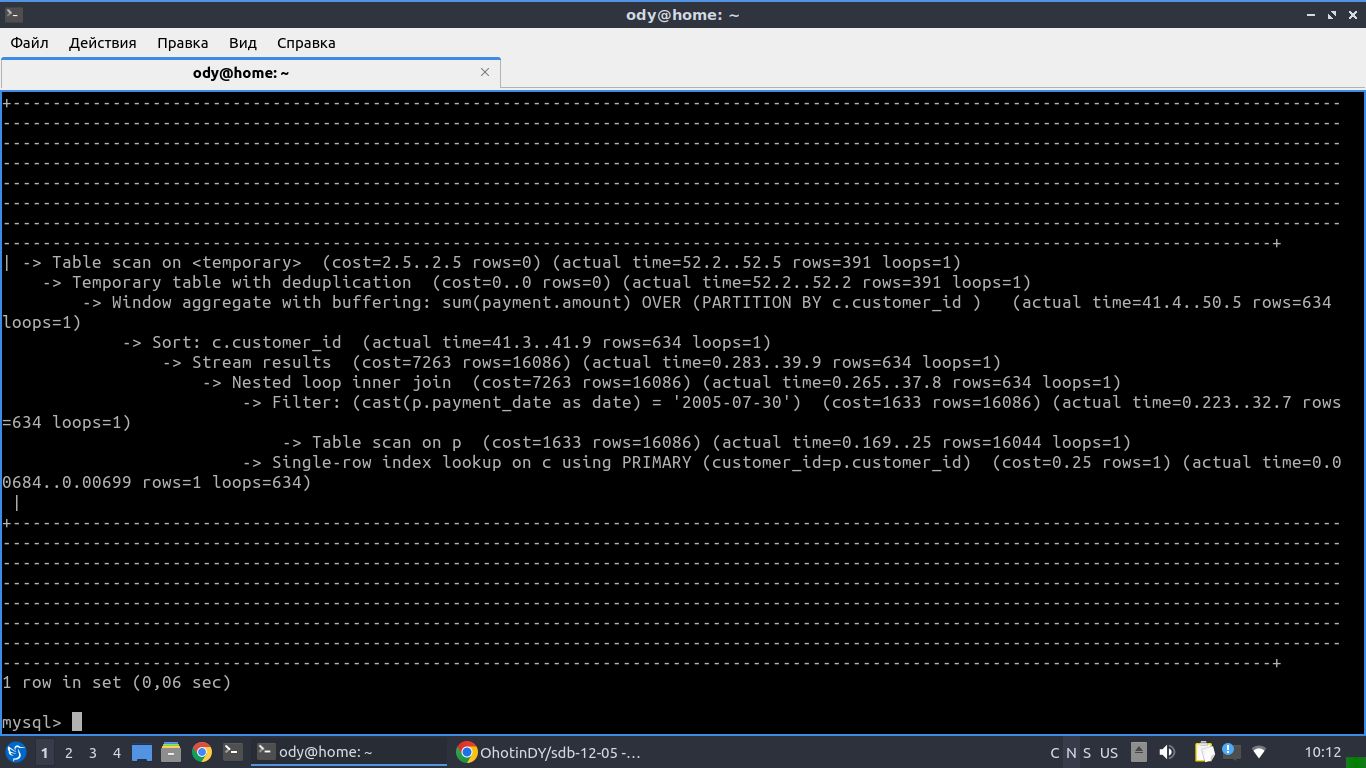 ody@home: ~
Файл Действия Правка Вид Справка
ody@home: ~
+--------------------------------------------------------------------------------------------------------------------------------------
--------------------------------------------------------------------------------------------------------------------------------------
--------------------------------------------------------------------------------------------------------------------------------------
--------------------------------------------------------------------------------------------------------------------------------------
--------------------------------------------------------------------------------------------------------------------------------------
--------------------------------------------------------------------------------------------------------------------------------------
--------------------------------------------------------------------------------------------------------------------------------------
-------------------------------------------------------------------------------------------------------------------------------+
| -> Table scan on <temporary>  (cost=2.5..2.5 rows=0) (actual time=52.2..52.5 rows=391 loops=1)
    -> Temporary table with deduplication  (cost=0..0 rows=0) (actual time=52.2..52.2 rows=391 loops=1)
        -> Window aggregate with buffering: sum(payment.amount) OVER (PARTITION BY c.customer_id )   (actual time=41.4..50.5 rows=634
loops=1)
            -> Sort: c.customer_id  (actual time=41.3..41.9 rows=634 loops=1)
                -> Stream results  (cost=7263 rows=16086) (actual time=0.283..39.9 rows=634 loops=1)
                    -> Nested loop inner join  (cost=7263 rows=16086) (actual time=0.265..37.8 rows=634 loops=1)
                        -> Filter: (cast(p.payment_date as date) = '2005-07-30')  (cost=1633 rows=16086) (actual time=0.223..32.7 rows
=634 loops=1)
                            -> Table scan on p  (cost=1633 rows=16086) (actual time=0.169..25 rows=16044 loops=1)
                        -> Single-row index lookup on c using PRIMARY (customer_id=p.customer_id)  (cost=0.25 rows=1) (actual time=0.0
0684..0.00699 rows=1 loops=634)
 |
+--------------------------------------------------------------------------------------------------------------------------------------
--------------------------------------------------------------------------------------------------------------------------------------
--------------------------------------------------------------------------------------------------------------------------------------
--------------------------------------------------------------------------------------------------------------------------------------
--------------------------------------------------------------------------------------------------------------------------------------
--------------------------------------------------------------------------------------------------------------------------------------
--------------------------------------------------------------------------------------------------------------------------------------
-------------------------------------------------------------------------------------------------------------------------------+
1 row in set (0,06 sec)
mysql>
1 2 3 4 ody@home: ~ OhotinDY/sdb-12-05 -... C N S US 10:12